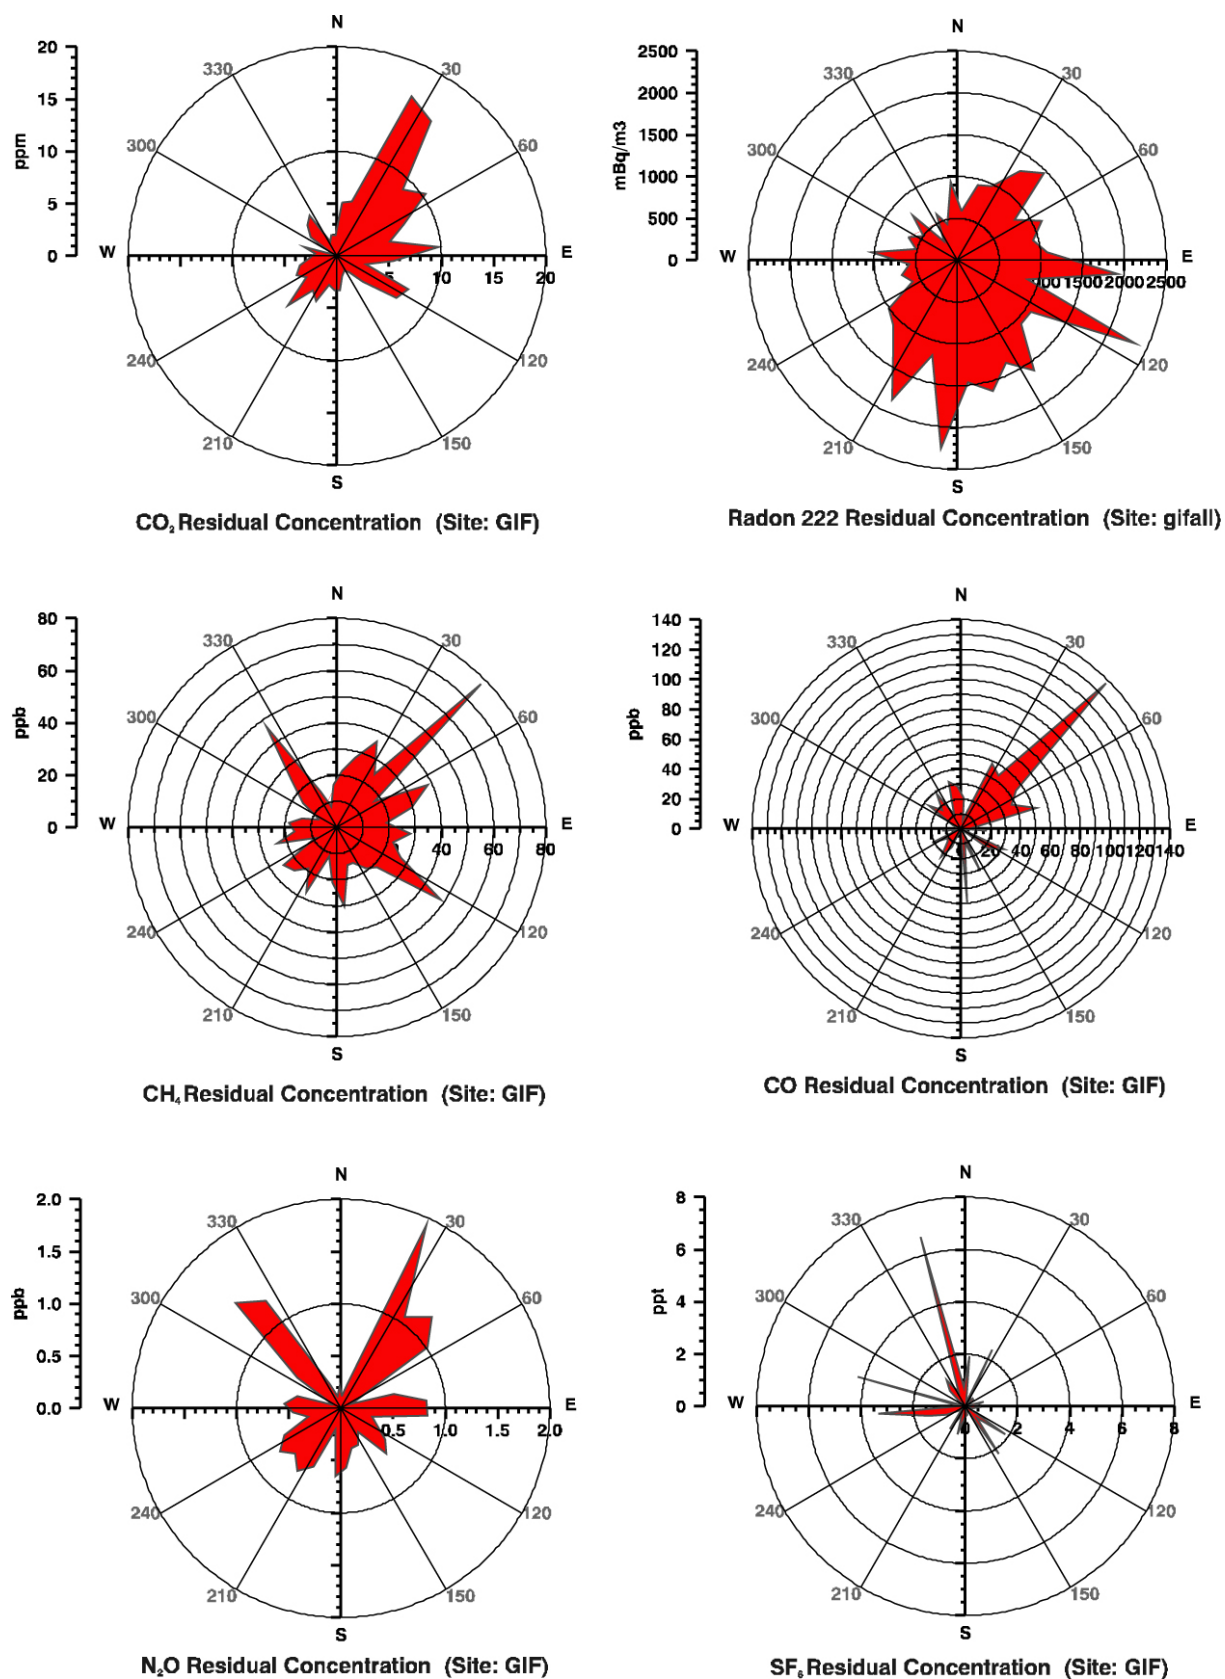 N
20
15
10
5
0
ppm
330
30
300
60
W
E
5
10
15
20
240
120
210
150
S
CO₂ Residual Concentration (Site: GIF)
N
2500
2000
1500
1000
500
0
mBq/m3
30
300
60
W
E
1500
2000
2500
240
120
210
150
S
Radon 222 Residual Concentration (Site: gifall)
N
80
60
40
20
0
ppb
330
30
300
60
W
E
40
60
80
240
120
210
150
S
CH₄ Residual Concentration (Site: GIF)
N
140
120
100
80
60
40
20
0
ppb
330
30
300
60
W
E
20
40
60
80
100
120
140
240
120
210
150
S
CO Residual Concentration (Site: GIF)
N
2.0
1.5
1.0
0.5
0.0
ppb
330
30
300
60
W
E
0.5
1.0
1.5
2.0
240
120
210
150
S
N₂O Residual Concentration (Site: GIF)
N
8
6
4
2
0
ppt
330
30
300
60
W
E
0
2
4
6
8
240
120
210
150
S
SF₆ Residual Concentration (Site: GIF)